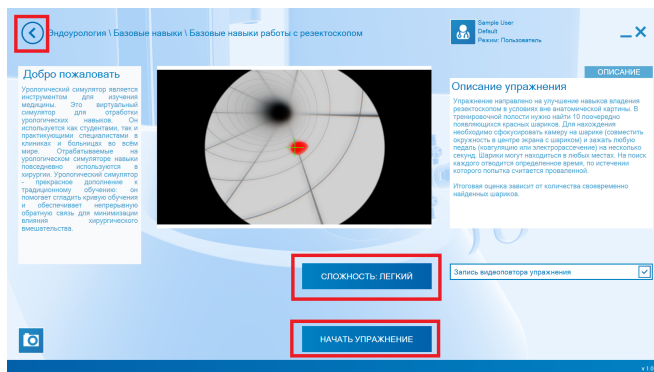 Эндоурология \ Базовые навыки \ Базовые навыки работы с резектоскопом
Sample User
Default
Режим: Пользователь
Добро пожаловать
Урологический симулятор является
инструментом для изучения
медицины. Это виртуальный
симулятор для отработки
урологических навыков. Он
используется как студентами, так и
практикующими специалистами в
клиниках и больницах во всём
мире. Отрабатываемые на
урологическом симуляторе навыки
повседневно используются в
хирургии. Урологический симулятор
- прекрасное дополнение к
традиционному обучению: он
помогает сгладить кривую обучения
и обеспечивает непрерывную
обратную связь для минимизации
влияния хирургического
вмешательства.
ОПИСАНИЕ
Описание упражнения
Упражнение направлено на улучшение навыков владения
резектоскопом в условиях вне анатомической картины. В
тренировочной полости нужно найти 10 поочередно
появляющихся красных шариков. Для нахождения
необходимо сфокусировать камеру на шарике (совместить
окружность в центре экрана с шариком) и зажать любую
педаль (коагуляцию или электрорассечение) на несколько
секунд. Шарики могут находиться в любых местах. На поиск
каждого отводится определенное время, по истечении
которого попытка считается проваленной.
Итоговая оценка зависит от количества своевременно
найденных шариков.
СЛОЖНОСТЬ: ЛЕГКИЙ
Запись видеоповтора упражнения
НАЧАТЬ УПРАЖНЕНИЕ
v 1.0